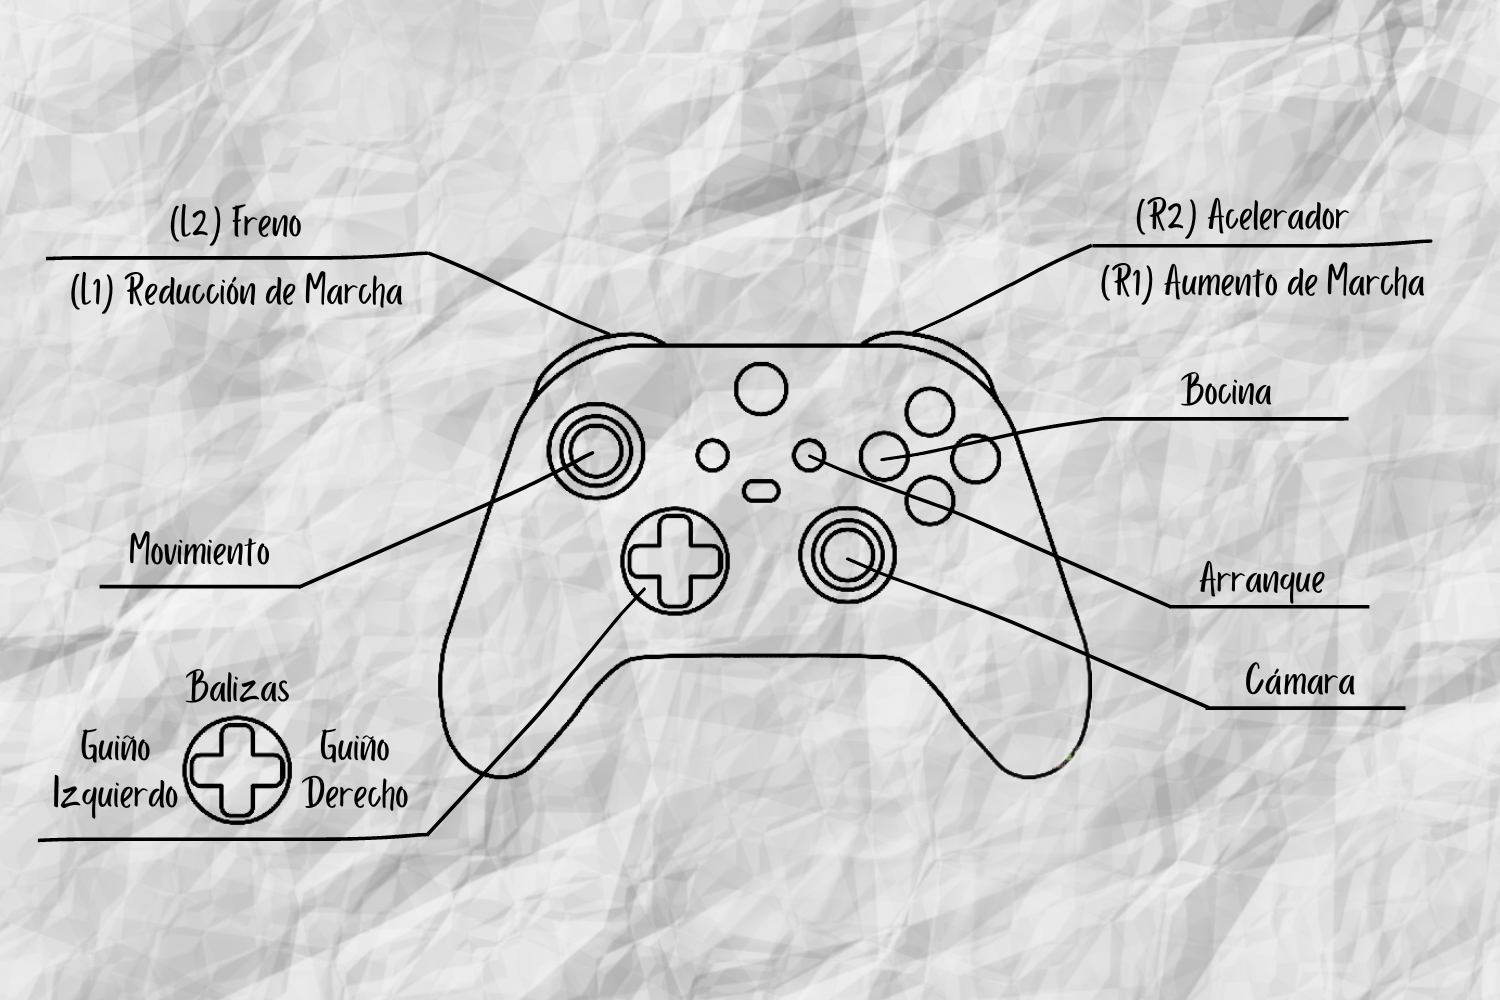 (L2) Freno
(L1) Reducción de Marcha
(R2) Acelerador
(R1) Aumento de Marcha
Bocina
Movimiento
Arranque
Cámara
Balizas
Guiño
Izquierdo
Guiño
Derecho